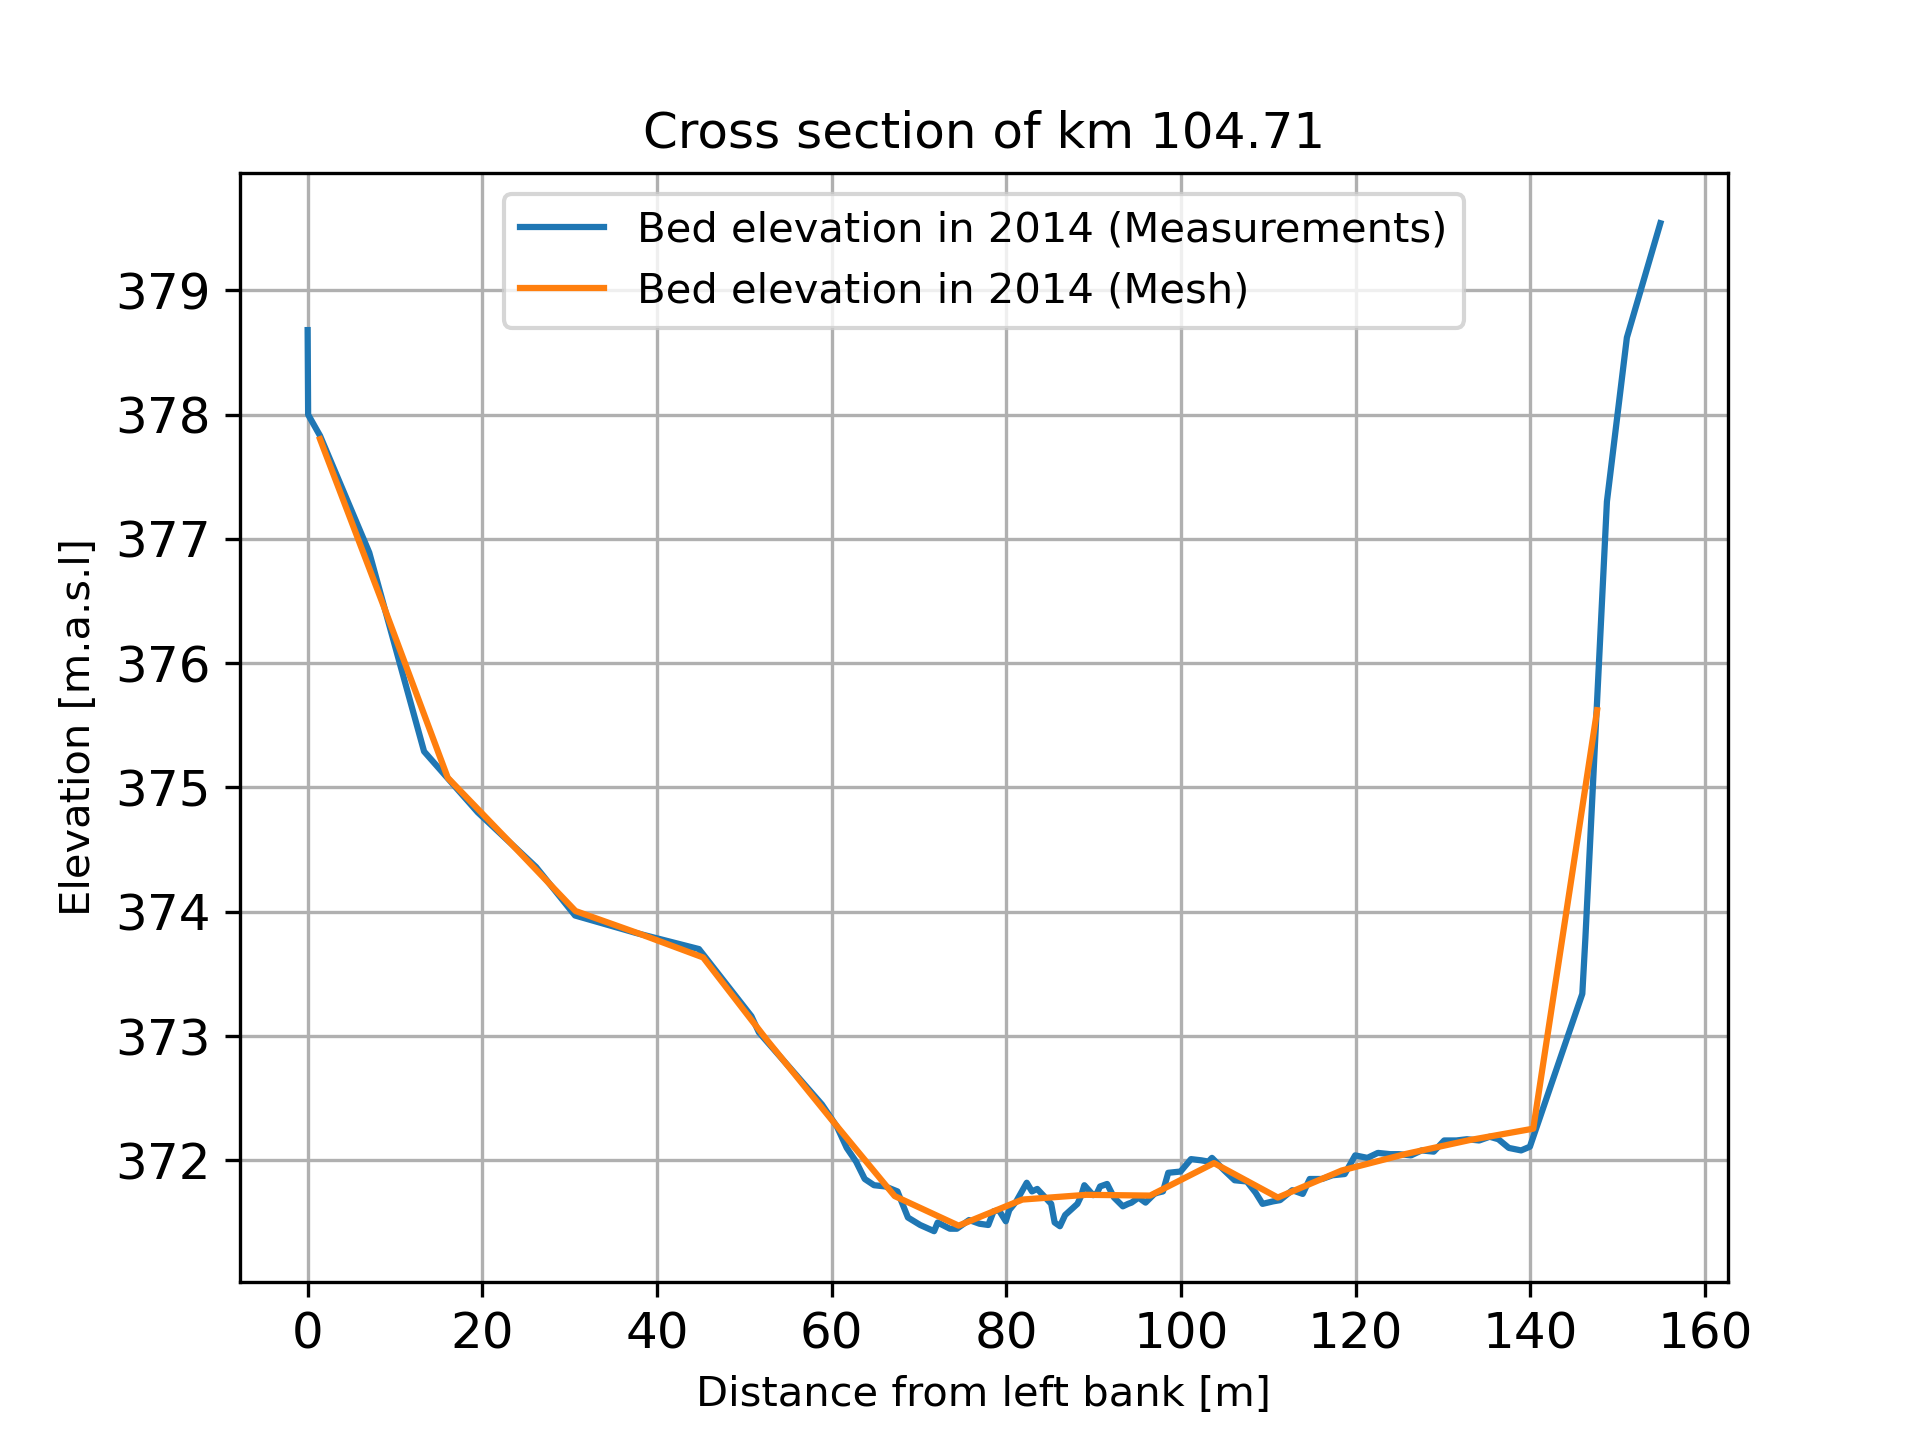 Cross section of km 104.71
Bed elevation in 2014 (Measurements)
Bed elevation in 2014 (Mesh)
Elevation [m.a.s.l]
379
378
377
376
375
374
373
372
0 20 40 60 80 100 120 140 160
Distance from left bank [m]